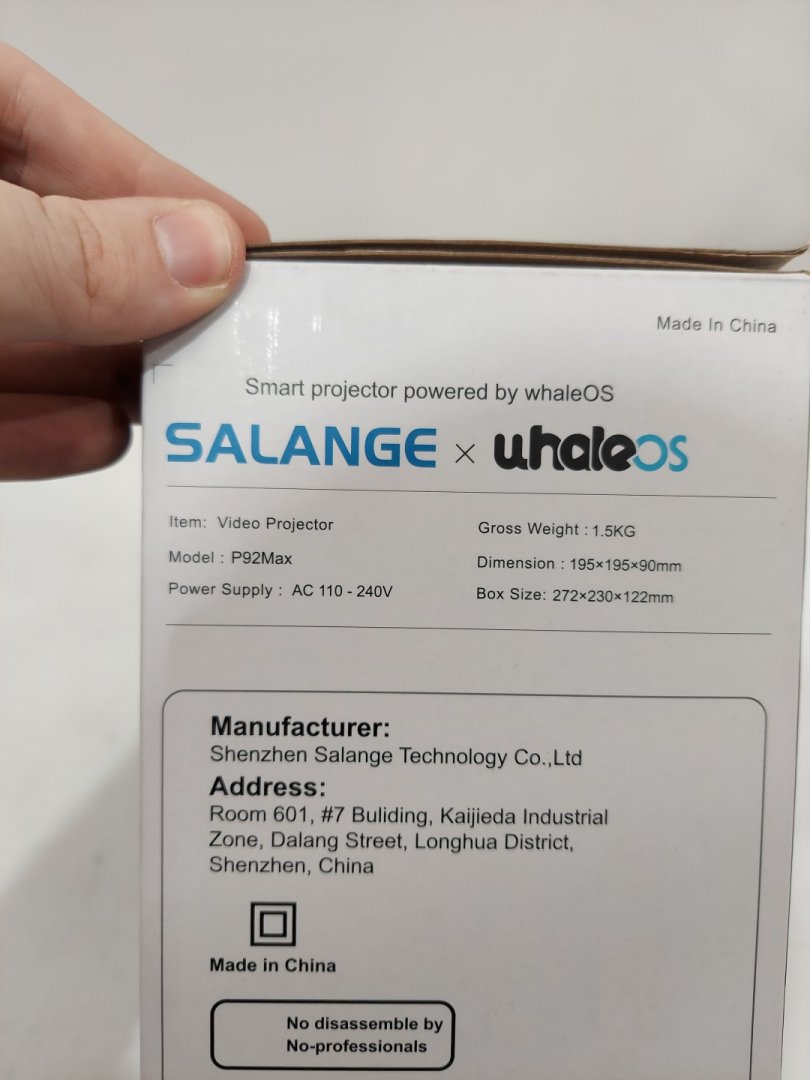 Made In China
Smart projector powered by whaleOS
SALANGE × whaleOS
Item: Video Projector
Gross Weight : 1.5KG
Model : P92Max
Dimension : 195×195×90mm
Power Supply : AC 110 - 240V
Box Size: 272×230×122mm
Manufacturer:
Shenzhen Salange Technology Co.,Ltd
Address:
Room 601, #7 Buliding, Kaijieda Industrial
Zone, Dalang Street, Longhua District,
Shenzhen, China
Made in China
No disassemble by
No-professionals